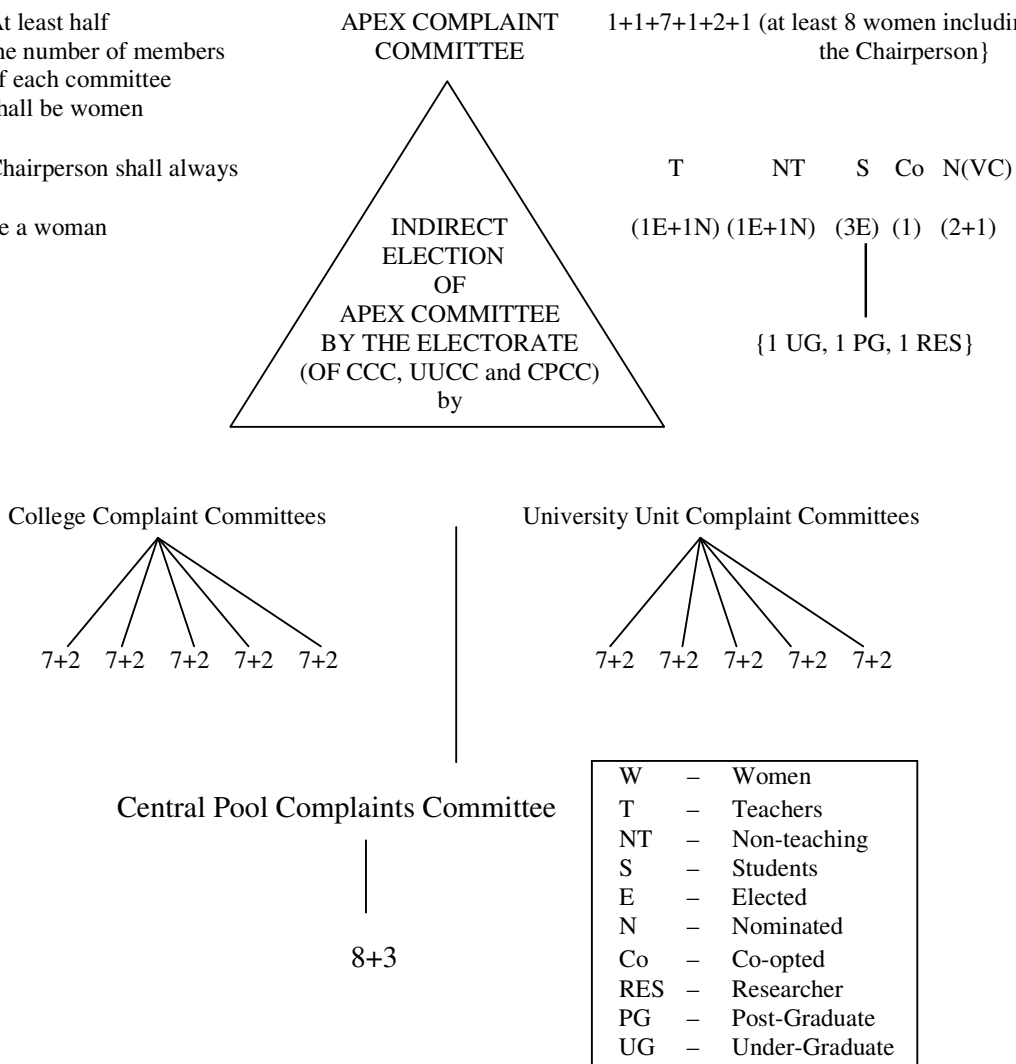 At least half
the number of members
of each committee
shall be women
Chairperson shall always
be a woman
APEX COMPLAINT
COMMITTEE
1+1+7+1+2+1 (at least 8 women including
the Chairperson}
T NT S Co N(VC)
(1E+1N) (1E+1N) (3E) (1) (2+1)
{1 UG, 1 PG, 1 RES}
INDIRECT
ELECTION
OF
APEX COMMITTEE
BY THE ELECTORATE
(OF CCC, UUCC and CPCC)
by
College Complaint Committees
7+2 7+2 7+2 7+2 7+2
University Unit Complaint Committees
7+2 7+2 7+2 7+2 7+2
Central Pool Complaints Committee
8+3
W – Women
T – Teachers
NT – Non-teaching
S – Students
E – Elected
N – Nominated
Co – Co-opted
RES – Researcher
PG – Post-Graduate
UG – Under-Graduate